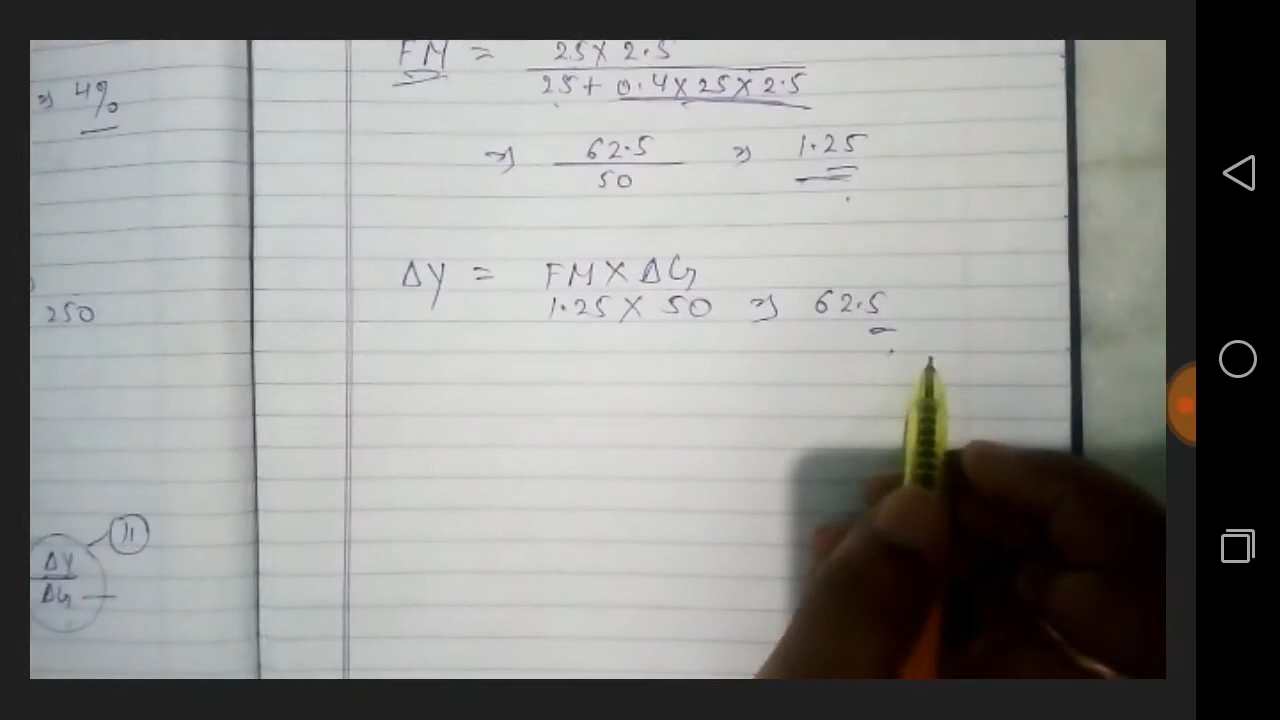 ⇒ 4%
250
ΔY
ΔG
11
FM = 25 X 2.5
25 + 0.4 X 25 X 2.5
⇒ 62.5 ⇒ 1.25
50
ΔY = FM X ΔG
1.25 X 50 ⇒ 62.5